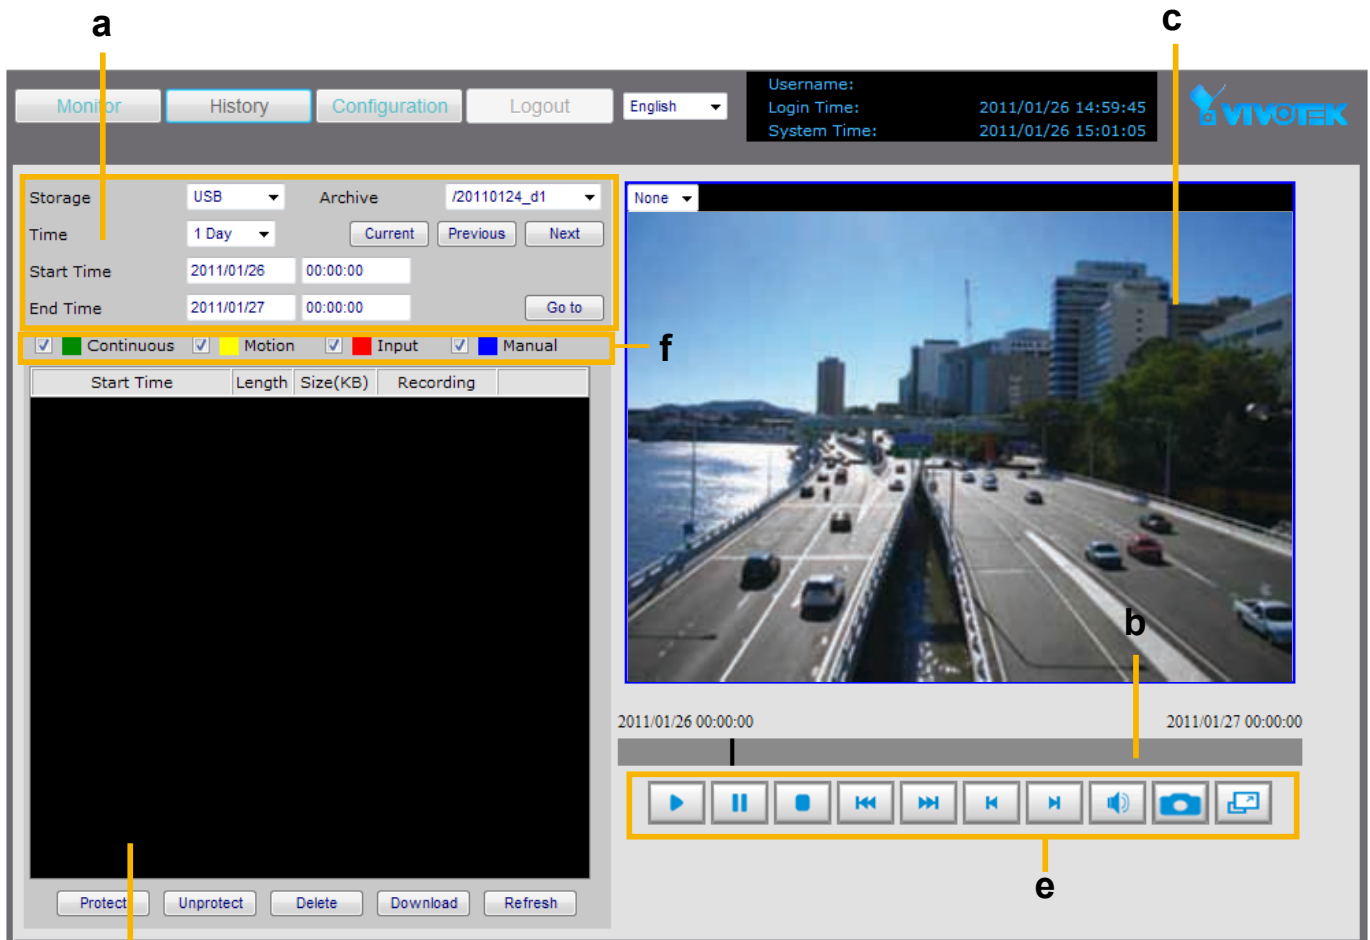 a
c
Monitor History Configuration Logout English
Username:
Login Time: 2011/01/26 14:59:45
System Time: 2011/01/26 15:01:05
VIVOTEK
Storage USB Archive /20110124_d1
Time 1 Day Current Previous Next
Start Time 2011/01/26 00:00:00
End Time 2011/01/27 00:00:00 Go to
Continuous Motion Input Manual
f
Start Time Length Size(KB) Recording
None
b
2011/01/26 00:00:00 2011/01/27 00:00:00
e
Protect Unprotect Delete Download Refresh